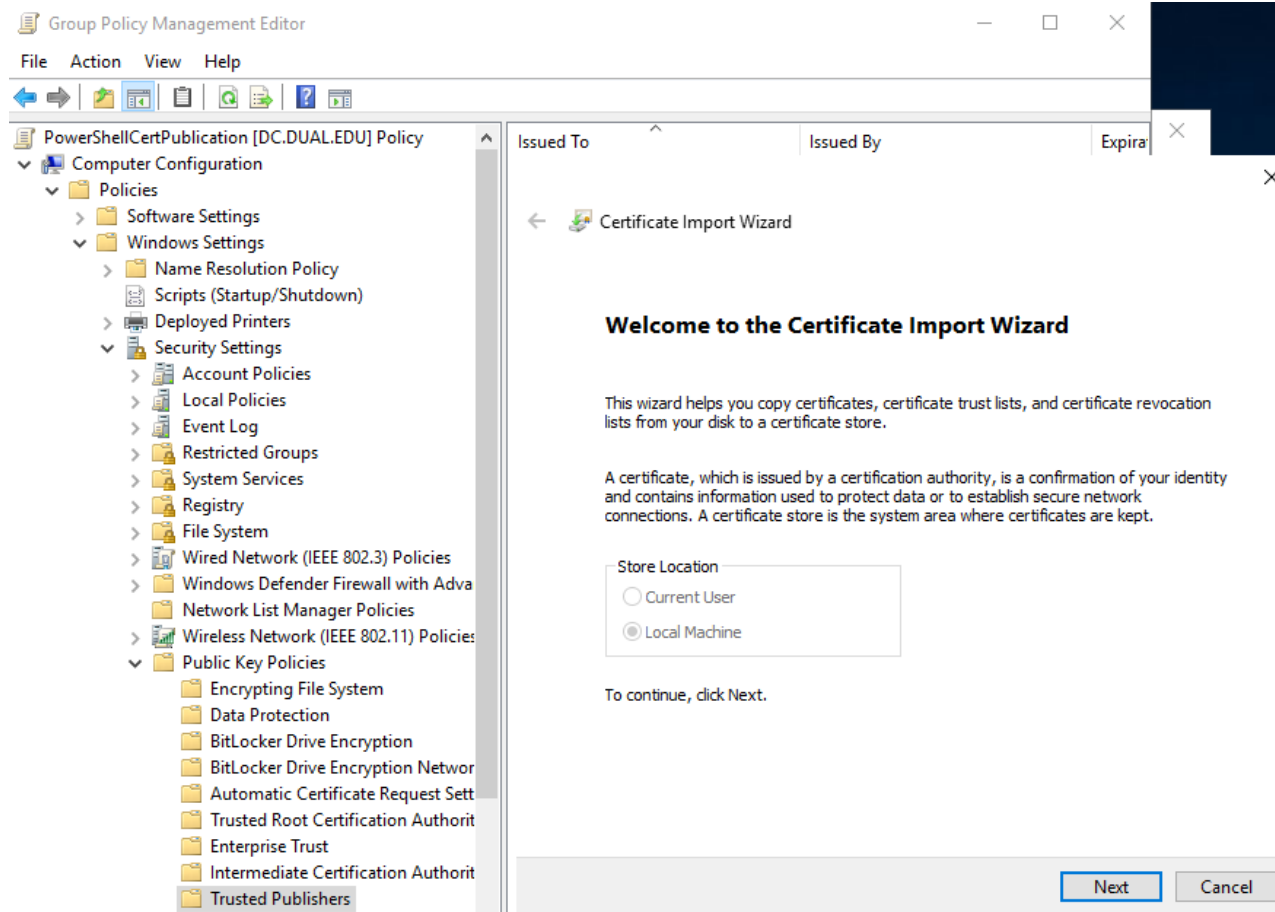 Group Policy Management Editor
File Action View Help
PowerShellCertPublication [DC.DUAL.EDU] Policy
Computer Configuration
Policies
Software Settings
Windows Settings
Name Resolution Policy
Scripts (Startup/Shutdown)
Deployed Printers
Security Settings
Account Policies
Local Policies
Event Log
Restricted Groups
System Services
Registry
File System
Wired Network (IEEE 802.3) Policies
Windows Defender Firewall with Adva
Network List Manager Policies
Wireless Network (IEEE 802.11) Policies
Public Key Policies
Encrypting File System
Data Protection
BitLocker Drive Encryption
BitLocker Drive Encryption Networ
Automatic Certificate Request Sett
Trusted Root Certification Authorit
Enterprise Trust
Intermediate Certification Authorit
Trusted Publishers
Issued To Issued By Expira
Certificate Import Wizard
Welcome to the Certificate Import Wizard
This wizard helps you copy certificates, certificate trust lists, and certificate revocation
lists from your disk to a certificate store.
A certificate, which is issued by a certification authority, is a confirmation of your identity
and contains information used to protect data or to establish secure network
connections. A certificate store is the system area where certificates are kept.
Store Location
Current User
Local Machine
To continue, click Next.
Next Cancel